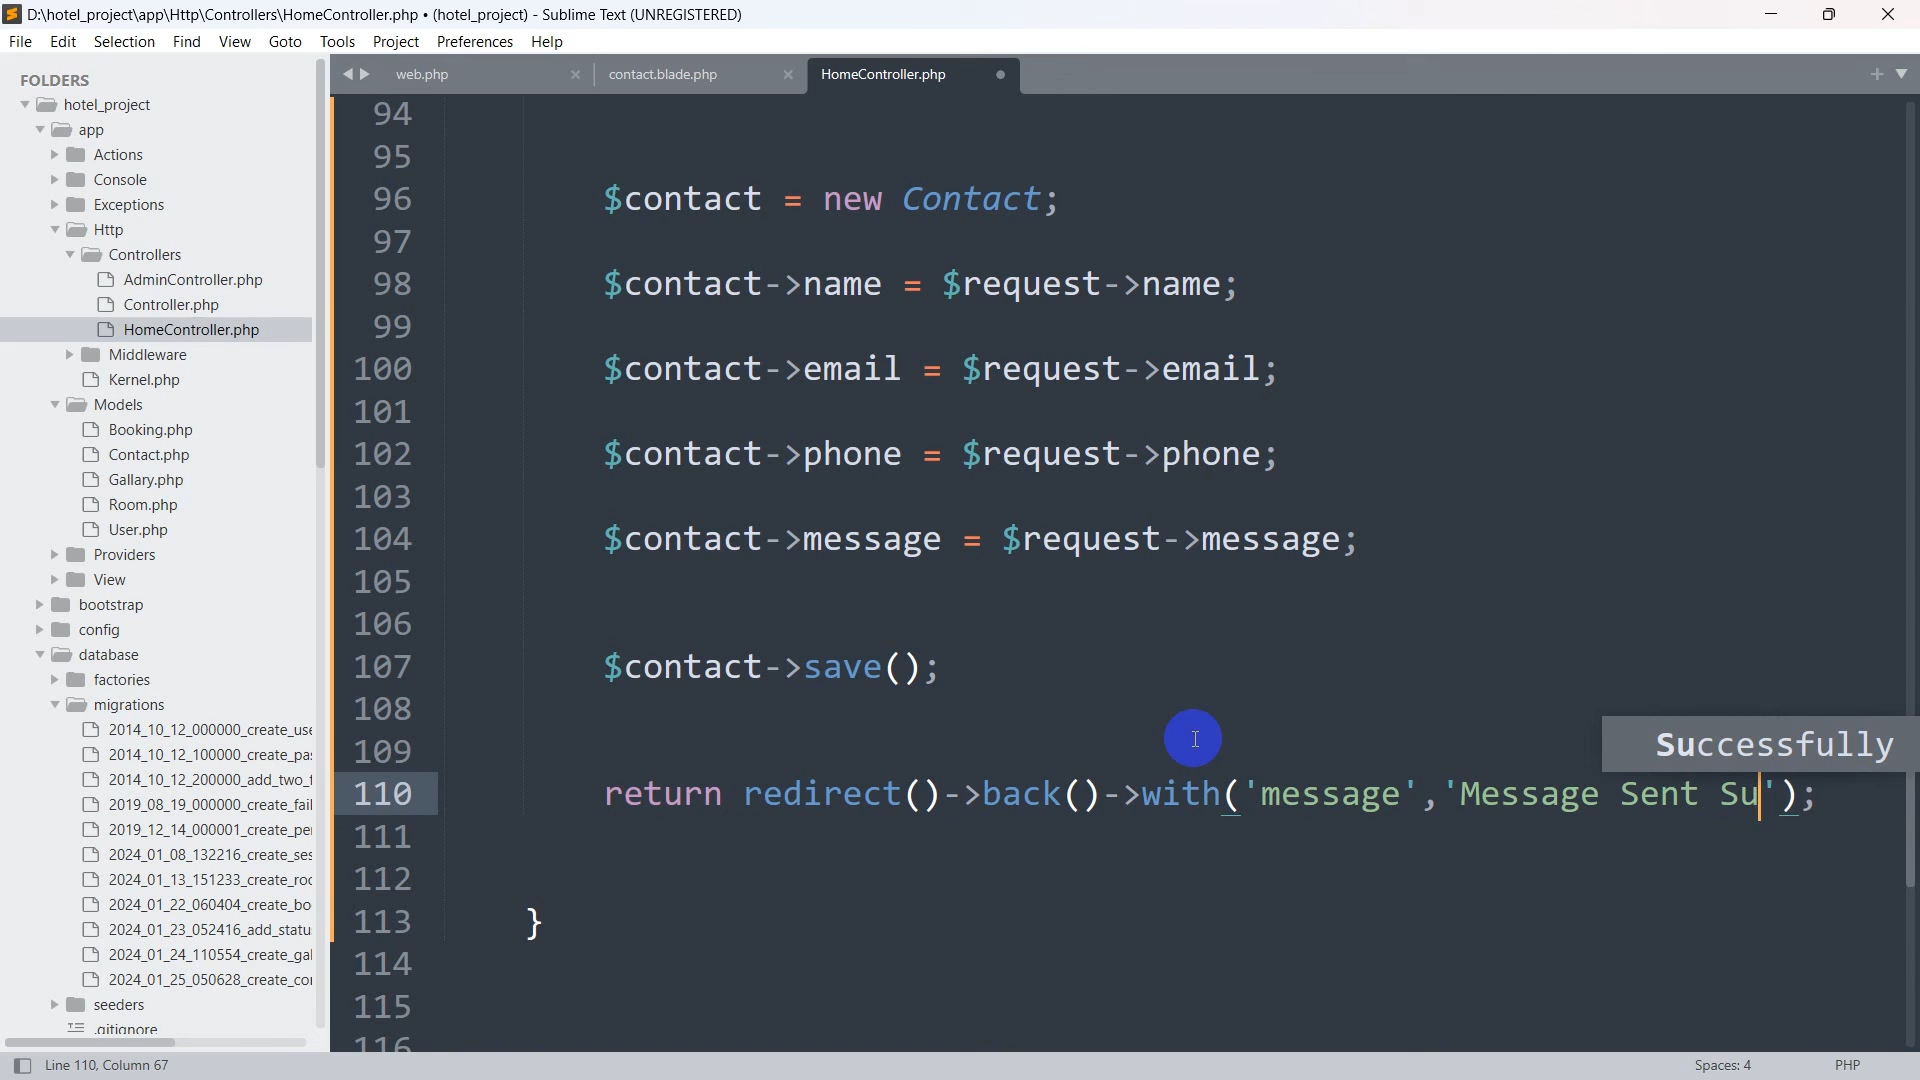 D:\hotel_project\app\Http\Controllers\HomeController.php • (hotel_project) - Sublime Text (UNREGISTERED)
File Edit Selection Find View Goto Tools Project Preferences Help
FOLDERS
hotel_project
app
Actions
Console
Exceptions
Http
Controllers
AdminController.php
Controller.php
HomeController.php
Middleware
Kernel.php
Models
Booking.php
Contact.php
Gallary.php
Room.php
User.php
Providers
View
bootstrap
config
database
factories
migrations
2014_10_12_000000_create_use
2014_10_12_100000_create_pas
2014_10_12_200000_add_two_f
2019_08_19_000000_create_fail
2019_12_14_000001_create_per
2024_01_08_132216_create_ses
2024_01_13_151233_create_roo
2024_01_22_060404_create_bo
2024_01_23_052416_add_statu
2024_01_24_110554_create_gal
2024_01_25_050628_create_con
seeders
.gitignore
web.php contact.blade.php HomeController.php
94
95
96 $contact = new Contact;
97
98 $contact->name = $request->name;
99
100 $contact->email = $request->email;
101
102 $contact->phone = $request->phone;
103
104 $contact->message = $request->message;
105
106
107 $contact->save();
108
109
Successfully
110 return redirect()->back()->with('message','Message Sent Su');
111
112
113 }
114
115
116
Line 110, Column 67 Spaces: 4 PHP